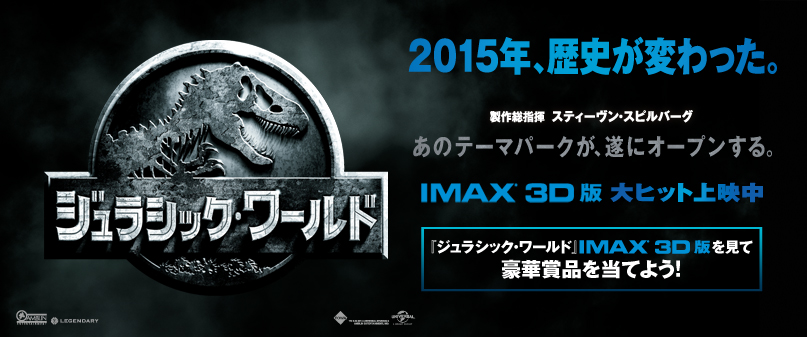 2015年、歴史が変わった。
製作総指揮 スティーヴン・スピルバーグ
あのテーマパークが、遂にオープンする。
ジュラシック・ワールド
IMAX® 3D版 大ヒット上映中
『ジュラシック・ワールド』IMAX® 3D版を見て
豪華賞品を当てよう!
AMBLIN
LEGENDARY
UNIVERSAL